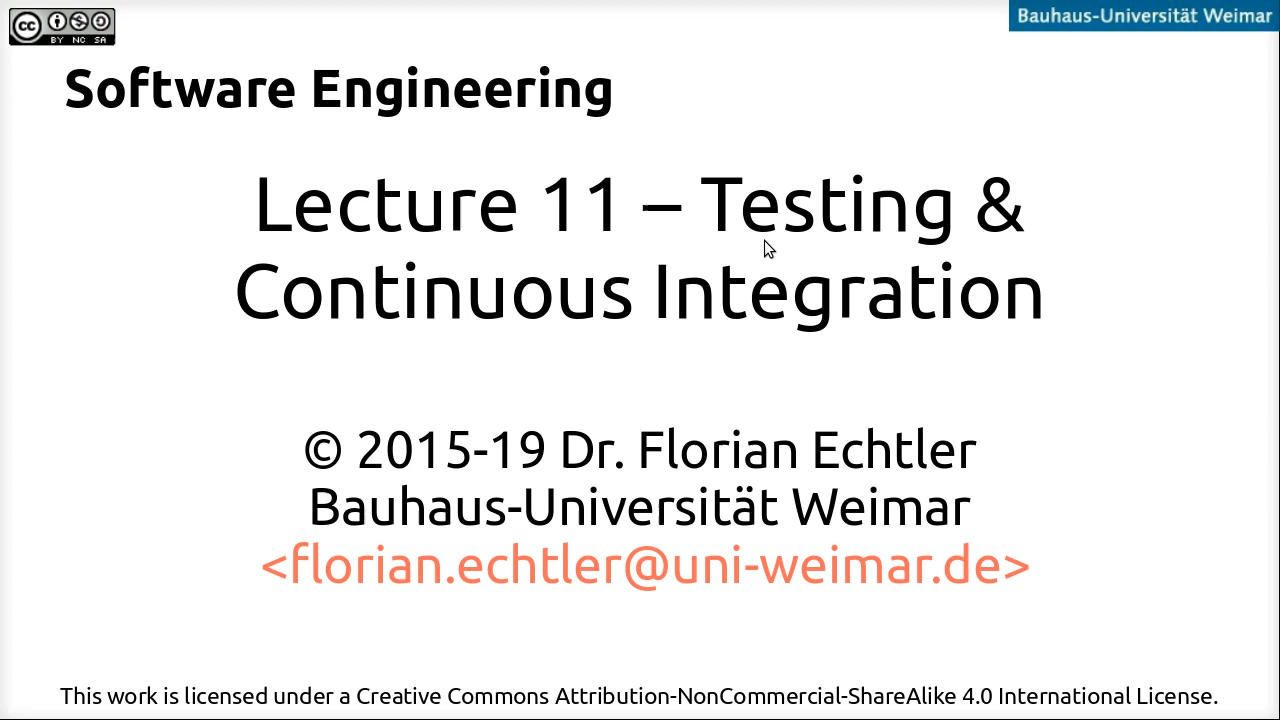 cc BY NC SA
Bauhaus-Universität Weimar
Software Engineering
Lecture 11 – Testing &
Continuous Integration
© 2015-19 Dr. Florian Echtler
Bauhaus-Universität Weimar
<florian.echtler@uni-weimar.de>
This work is licensed under a Creative Commons Attribution-NonCommercial-ShareAlike 4.0 International License.